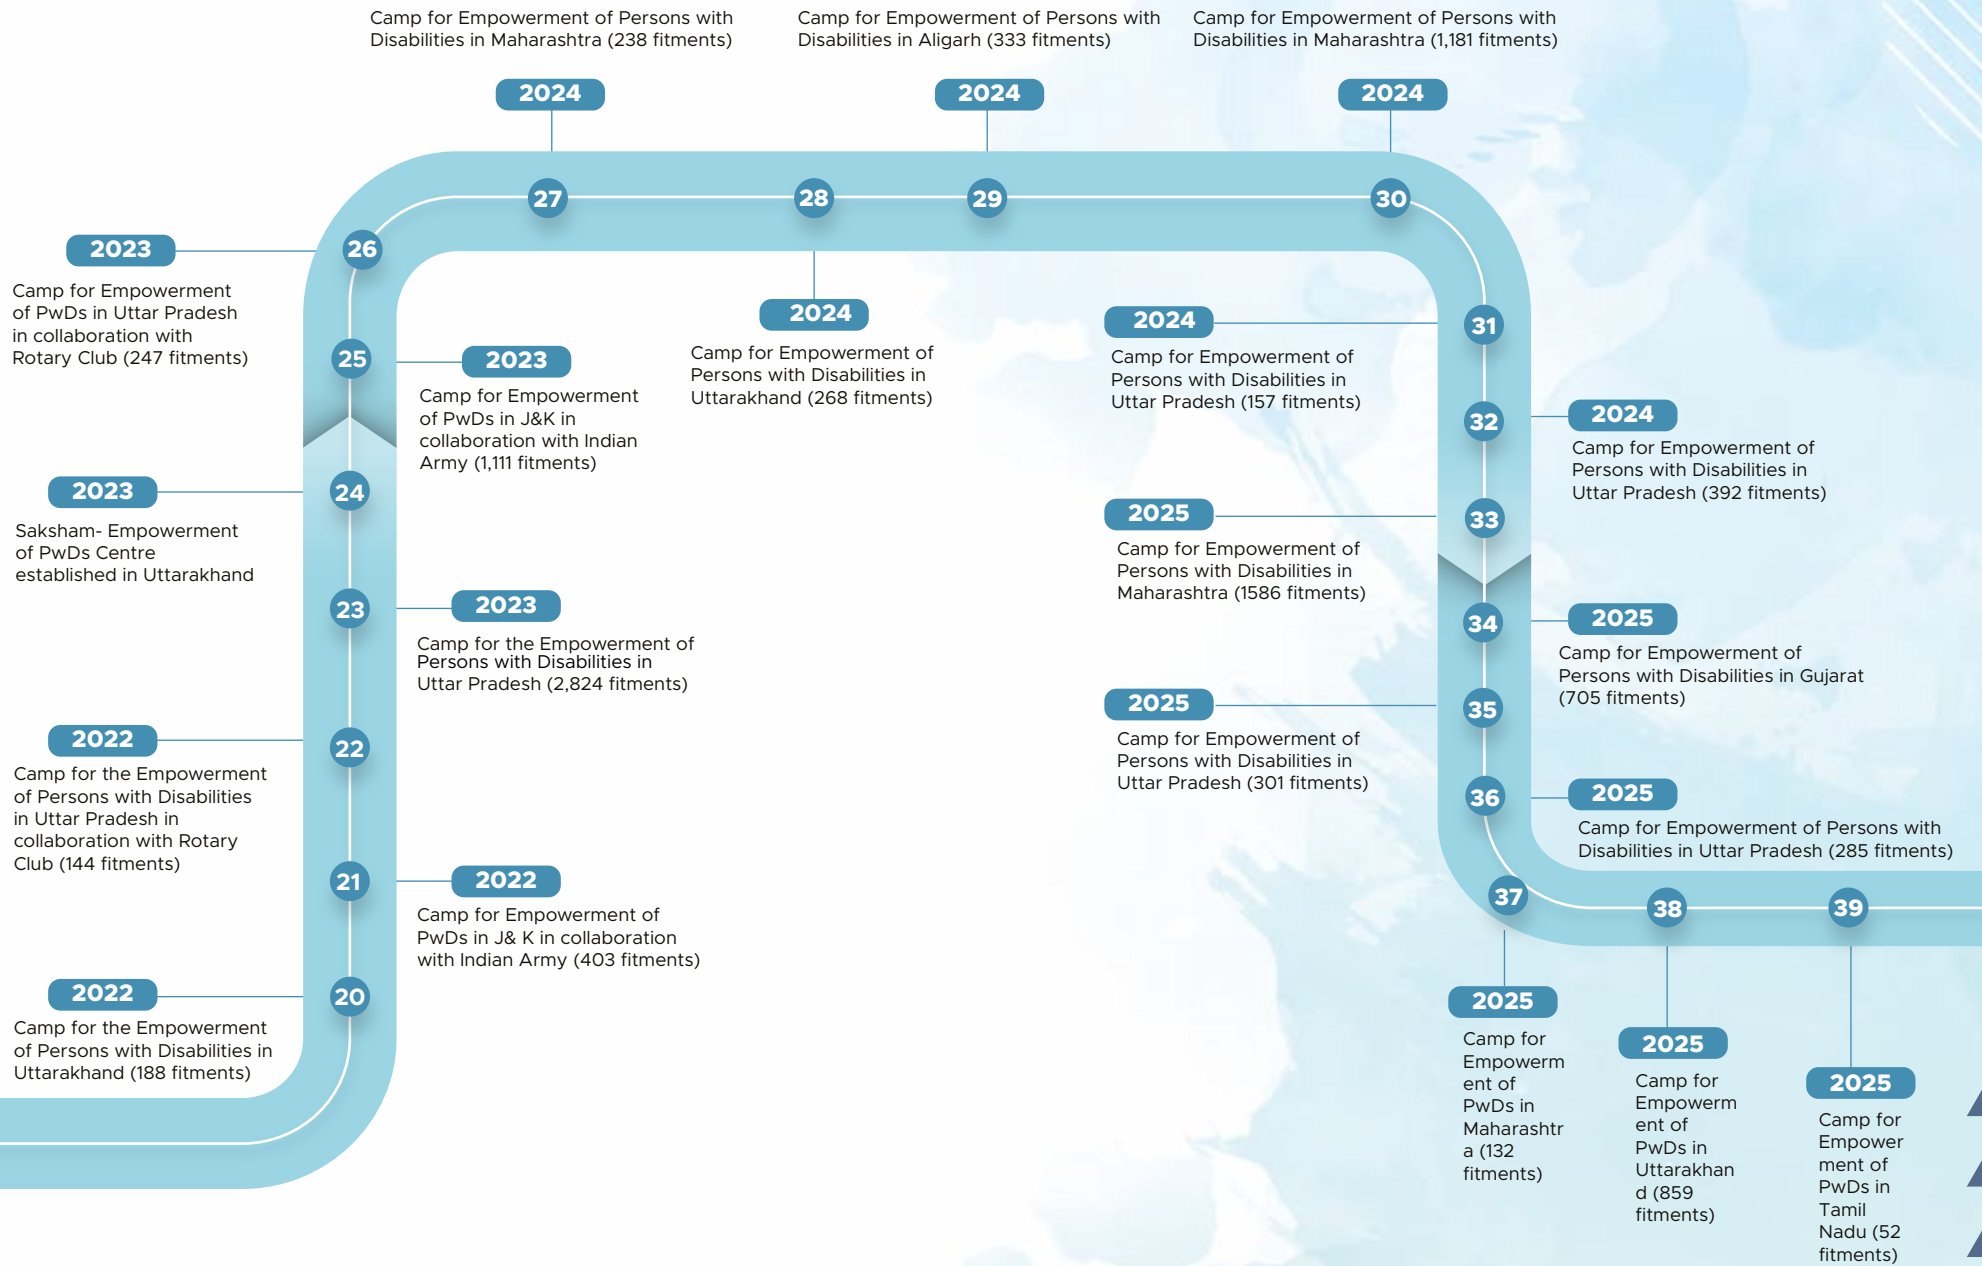 Camp for Empowerment of Persons with
Disabilities in Maharashtra (238 fitments)
2024
27
Camp for Empowerment of Persons with
Disabilities in Aligarh (333 fitments)
2024
29
Camp for Empowerment of Persons with
Disabilities in Maharashtra (1,181 fitments)
2024
30
28
2024
Camp for Empowerment of
Persons with Disabilities in
Uttarakhand (268 fitments)
26
2023
Camp for Empowerment
of PwDs in Uttar Pradesh
in collaboration with
Rotary Club (247 fitments)
25
2023
Camp for Empowerment
of PwDs in J&K in
collaboration with Indian
Army (1,111 fitments)
24
2023
Saksham- Empowerment
of PwDs Centre
established in Uttarakhand
23
2023
Camp for the Empowerment of
Persons with Disabilities in
Uttar Pradesh (2,824 fitments)
22
2022
Camp for the Empowerment
of Persons with Disabilities
in Uttar Pradesh in
collaboration with Rotary
Club (144 fitments)
21
2022
Camp for Empowerment of
PwDs in J& K in collaboration
with Indian Army (403 fitments)
20
2022
Camp for the Empowerment
of Persons with Disabilities in
Uttarakhand (188 fitments)
31
2024
Camp for Empowerment of
Persons with Disabilities in
Uttar Pradesh (157 fitments)
32
2024
Camp for Empowerment of
Persons with Disabilities in
Uttar Pradesh (392 fitments)
33
2025
Camp for Empowerment of
Persons with Disabilities in
Maharashtra (1586 fitments)
34
2025
Camp for Empowerment of
Persons with Disabilities in Gujarat
(705 fitments)
35
2025
Camp for Empowerment of
Persons with Disabilities in
Uttar Pradesh (301 fitments)
36
2025
Camp for Empowerment of Persons with
Disabilities in Uttar Pradesh (285 fitments)
37
2025
Camp for
Empowerm
ent of
PwDs in
Maharashtr
a (132
fitments)
38
2025
Camp for
Empowerm
ent of
PwDs in
Uttarakhan
d (859
fitments)
39
2025
Camp for
Empower
ment of
PwDs in
Tamil
Nadu (52
fitments)